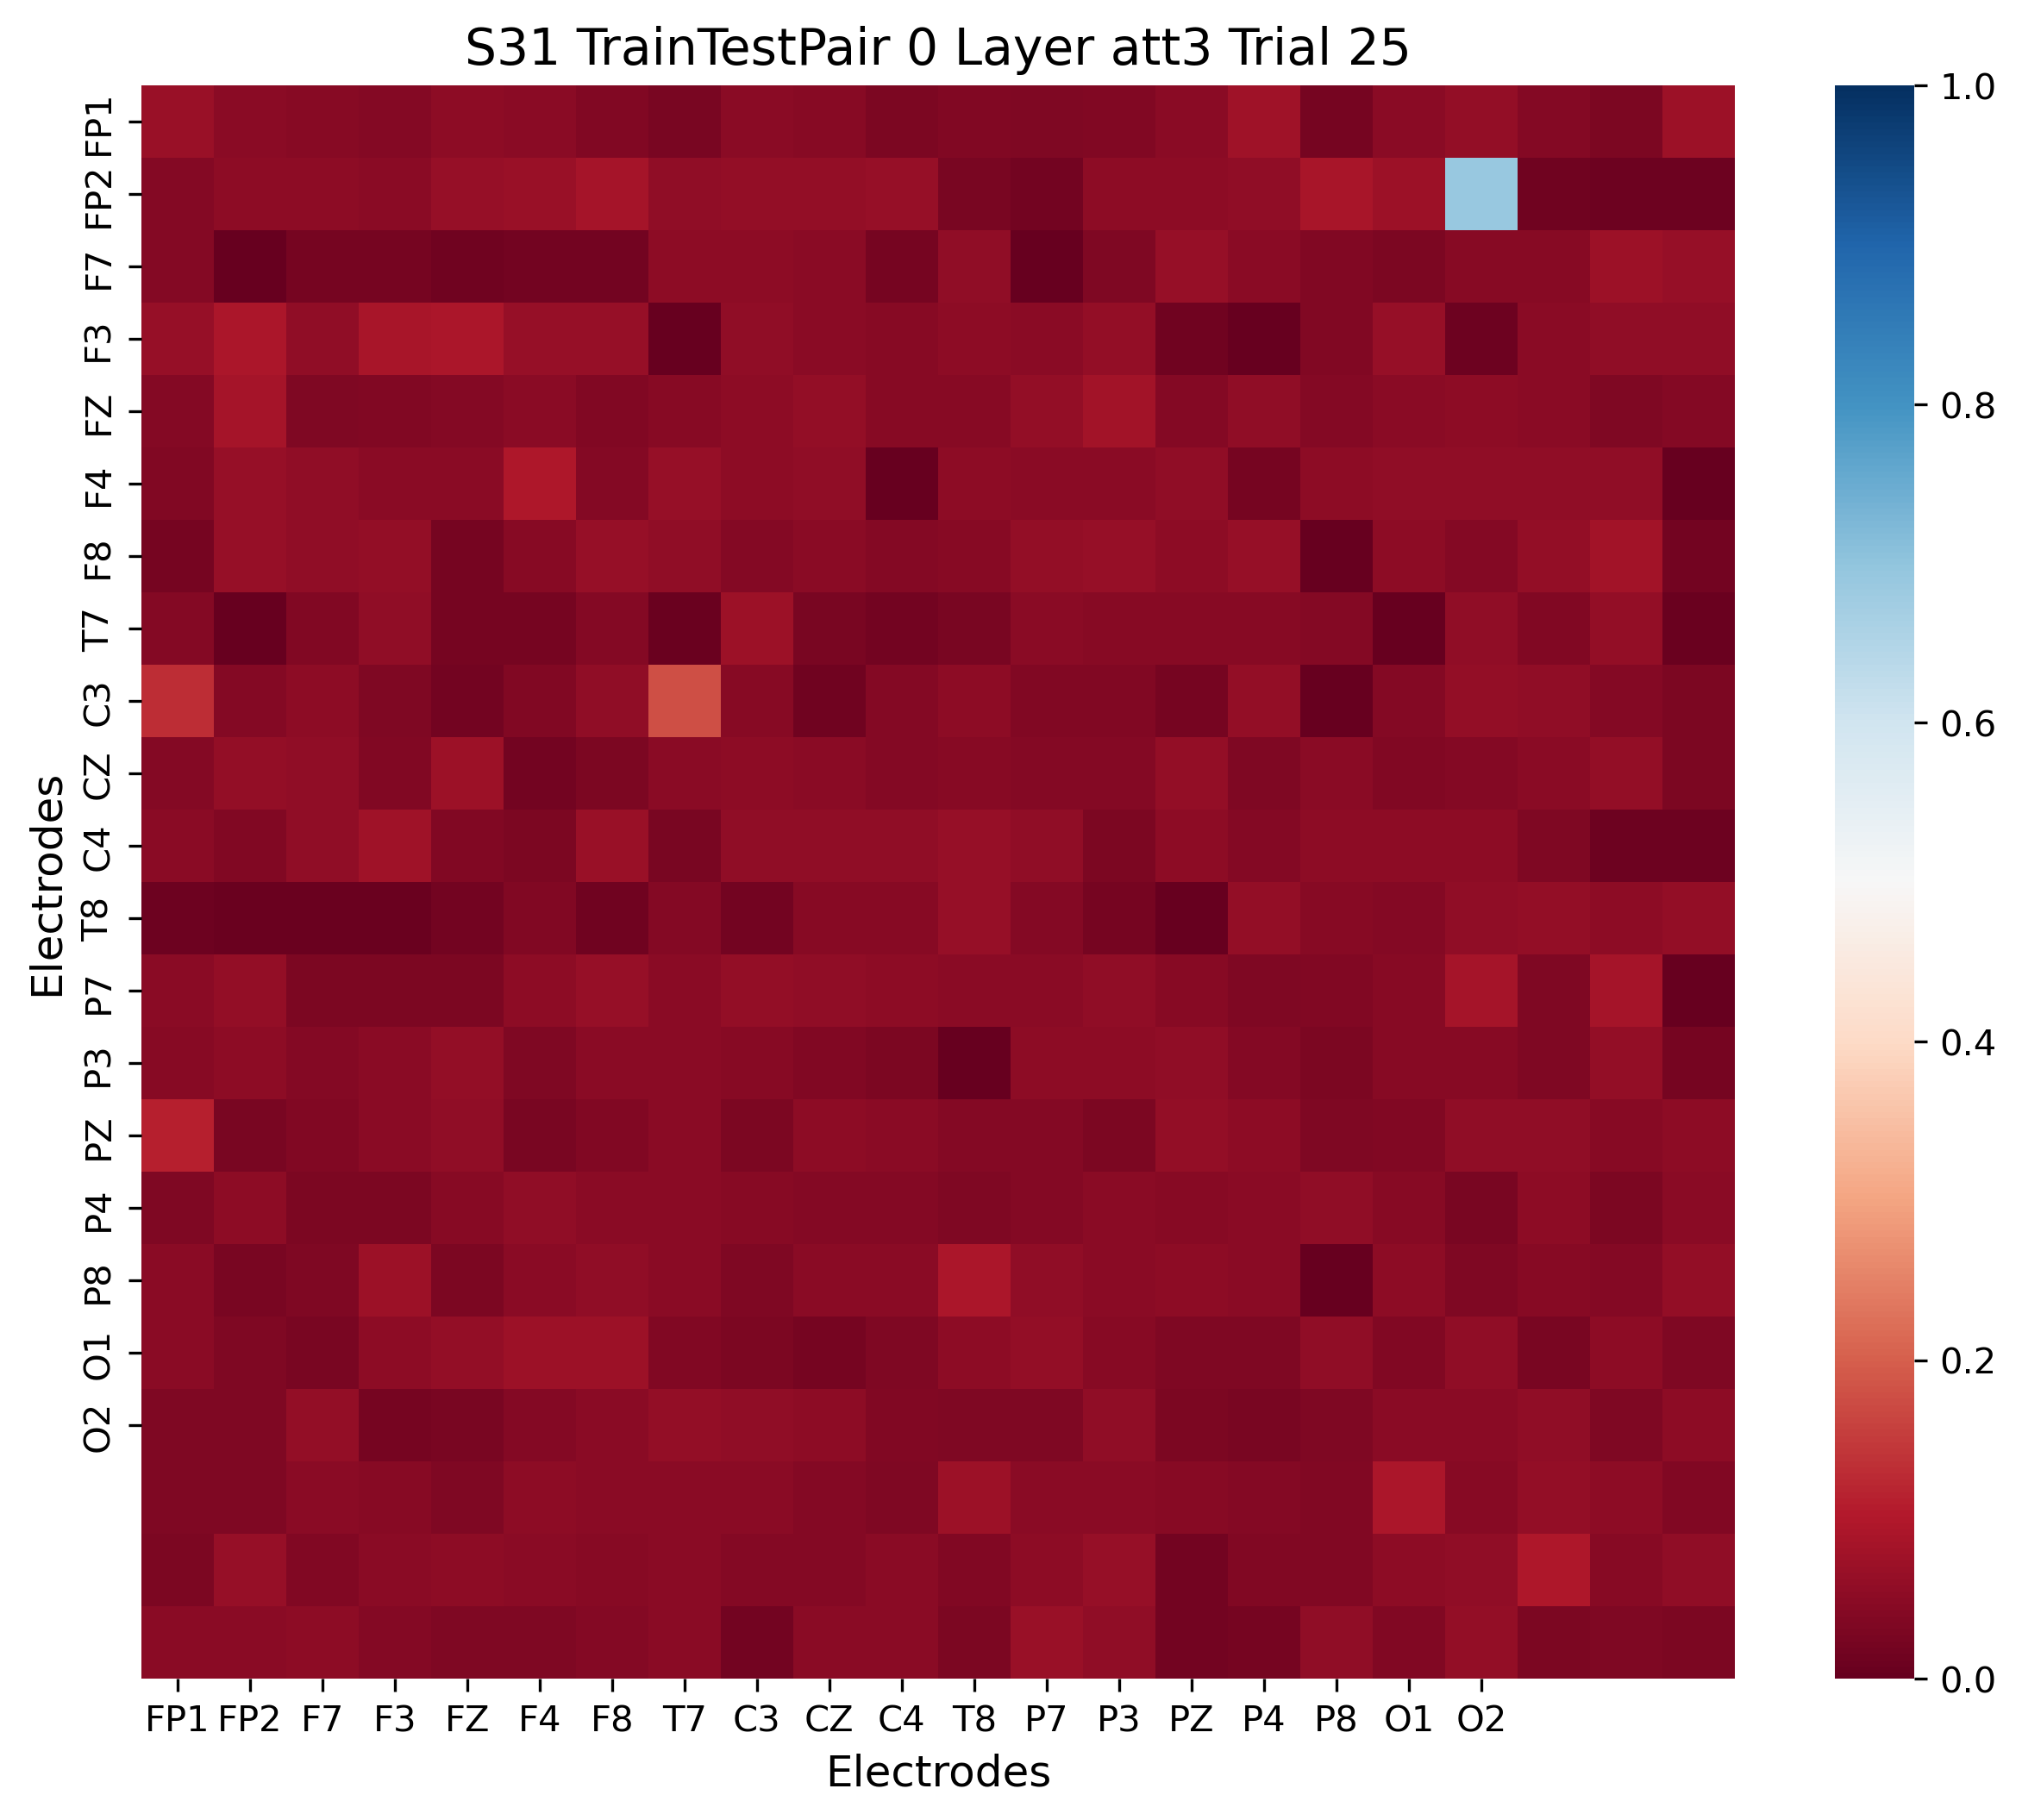 S31 TrainTestPair 0 Layer att3 Trial 25
Electrodes
FP1
FP2
F7
F3
FZ
F4
F8
T7
C3
CZ
C4
T8
P7
P3
PZ
P4
P8
O1
O2
FP1 FP2 F7 F3 FZ F4 F8 T7 C3 CZ C4 T8 P7 P3 PZ P4 P8 O1 O2
Electrodes
1.0
0.8
0.6
0.4
0.2
0.0